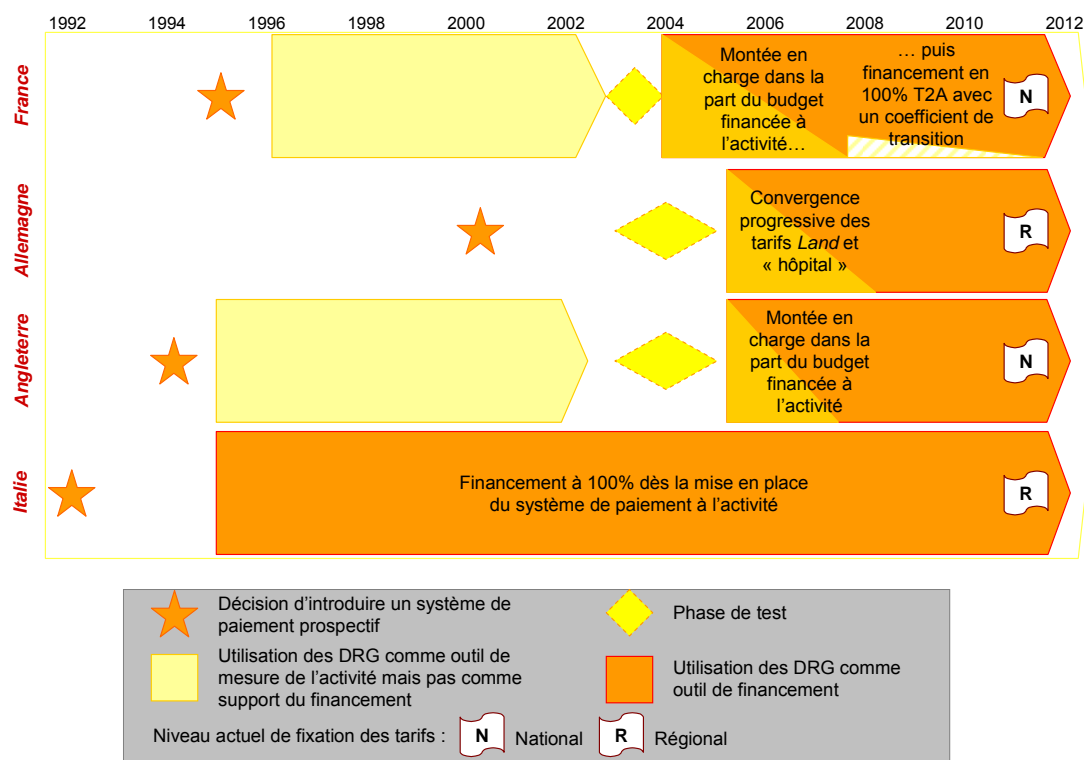 1992 1994 1996 1998 2000 2002 2004 2006 2008 2010 2012
France
Montée en
charge dans la
part du budget
financée à
l’activité…
… puis
financement en
100% T2A avec
un coefficient de
transition
N
Allemagne
Convergence
progressive des
tarifs Land et
« hôpital »
R
Angleterre
Montée en
charge dans la
part du budget
financée à
l’activité
N
Italie
Financement à 100% dès la mise en place
du système de paiement à l’activité
R
Décision d’introduire un système de
paiement prospectif
Phase de test
Utilisation des DRG comme outil de
mesure de l’activité mais pas comme
support du financement
Utilisation des DRG comme
outil de financement
Niveau actuel de fixation des tarifs : N National R Régional